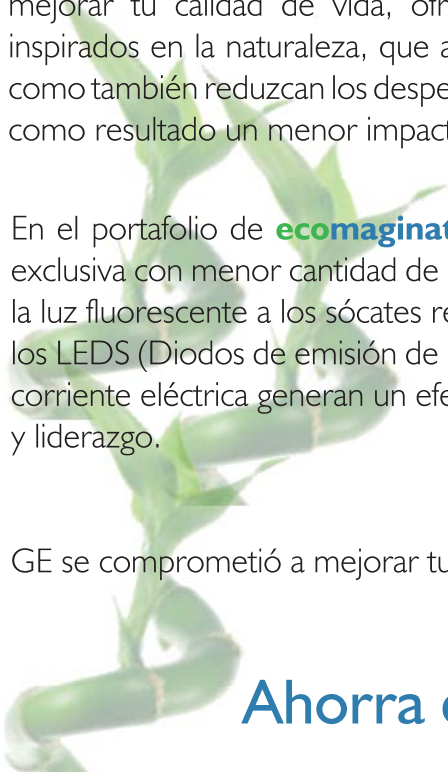 mejorar tu calidad de vida, ofr
inspirados en la naturaleza, que a
como también reduzcan los despe
como resultado un menor impact
En el portafolio de ecomaginat
exclusiva con menor cantidad de
la luz fluorescente a los sócates re
los LEDS (Diodos de emisión de
corriente eléctrica generan un efe
y liderazgo.
GE se comprometió a mejorar tu
Ahorra